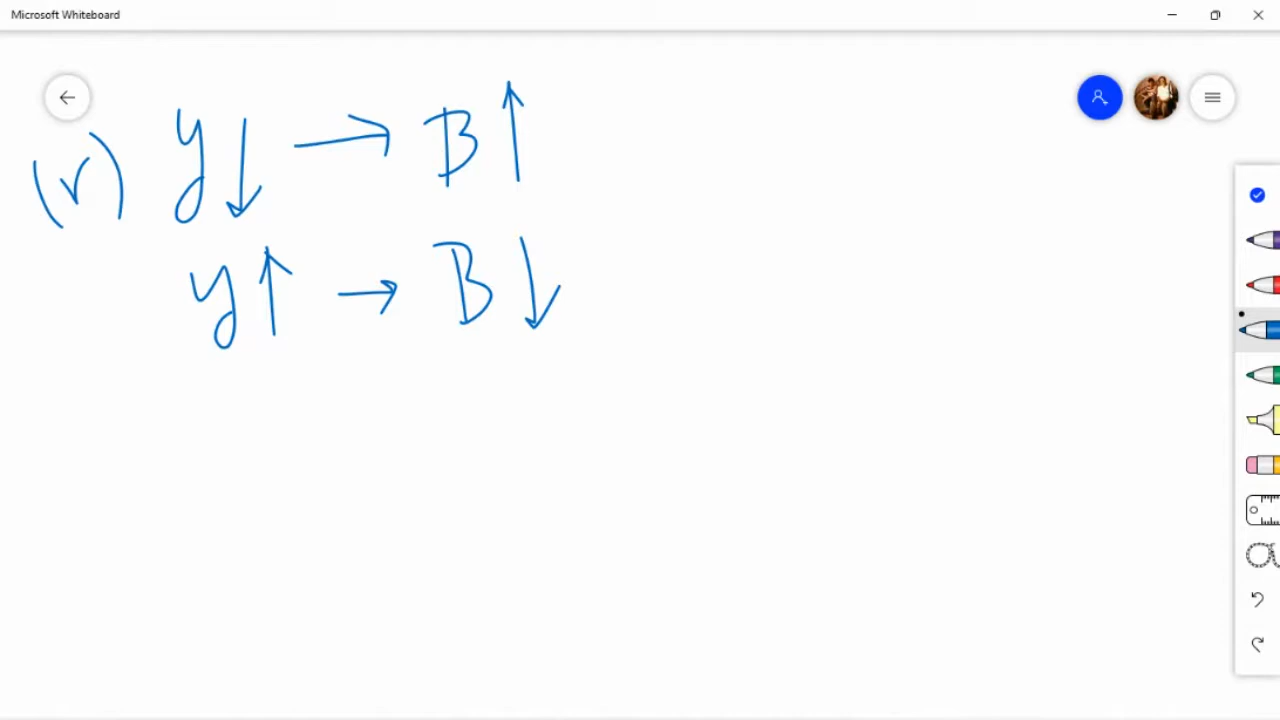 Microsoft Whiteboard
(r) y↓ → B↑
y↑ → B↓